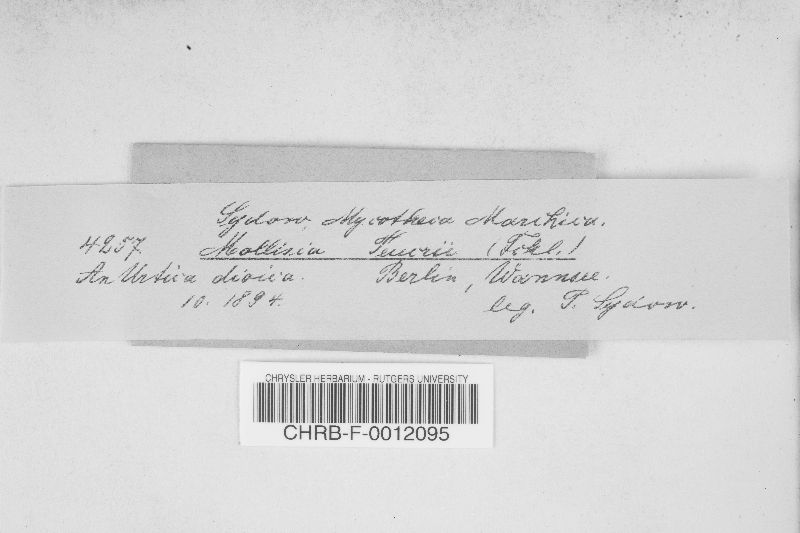 Sydow, Mycotheca Marchica.
4257. Mollisia Teucrii (Fckl.)
An Urtica dioica. Berlin, Wannsee.
10. 1894. leg. P. Sydow.
CHRYSLER HERBARIUM - RUTGERS UNIVERSITY
CHRB-F-0012095